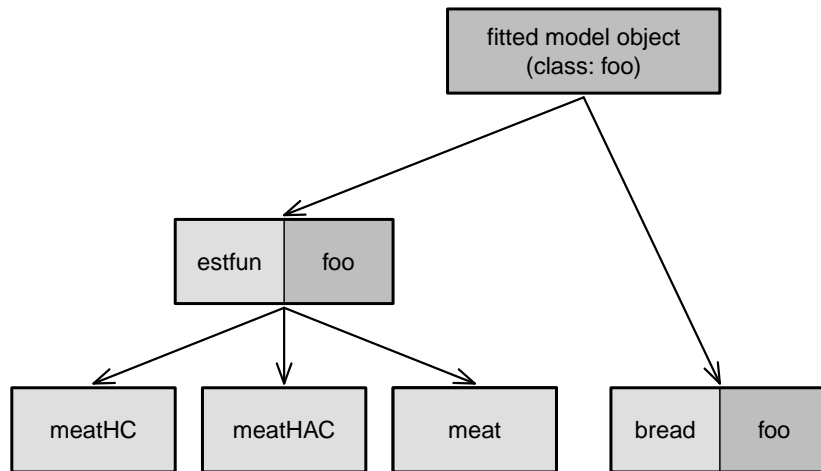 fitted model object
(class: foo)
estfun foo
meatHC meatHAC meat bread foo